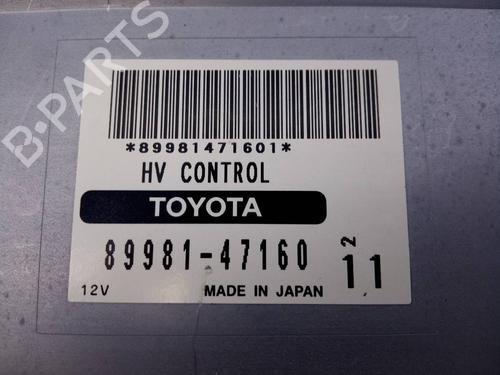 B-PARTS
*89981471601*
HV CONTROL
TOYOTA
89981-47160
2
11
12V MADE IN JAPAN